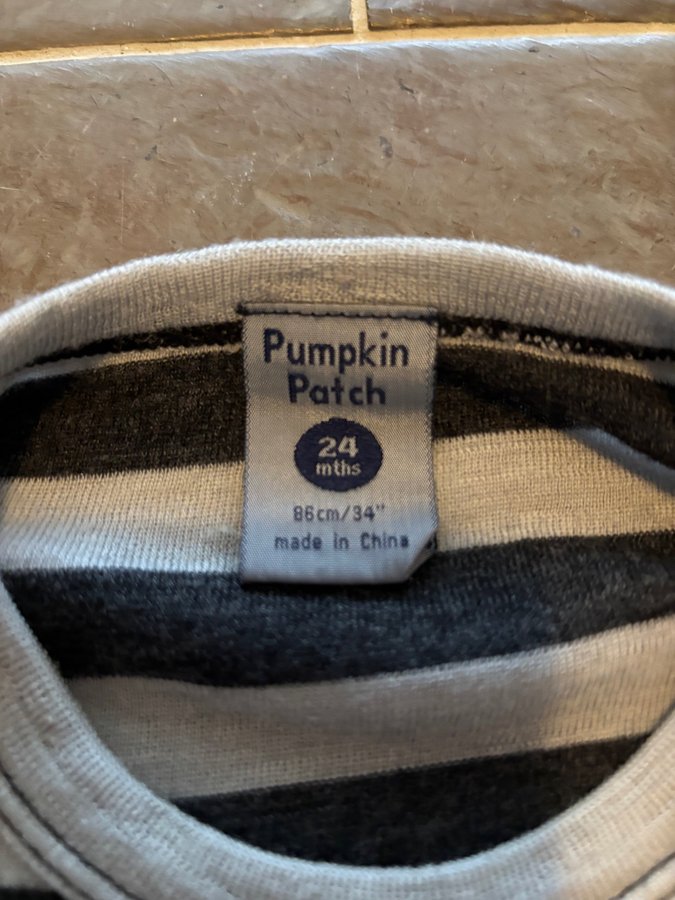 Pumpkin
Patch
24
mths
86cm/34"
made in China